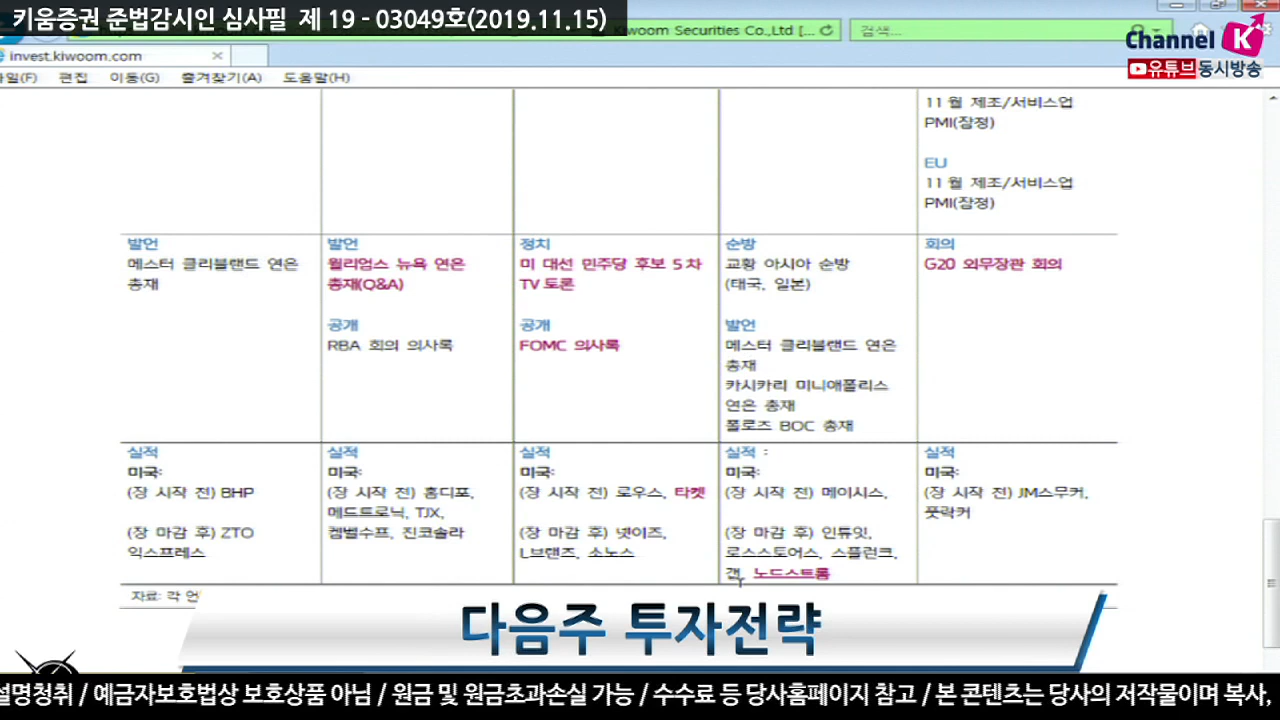 키움증권 준법감시인 심사필 제 19 - 03049호(2019.11.15)
woom Securities Co.,Ltd [...
검색...
Channel K
유튜브동시방송
invest.kiwoom.com
일(F) 편집 이동(G) 즐겨찾기(A) 도움말(H)
11월 제조/서비스업
PMI(잠정)
EU
11월 제조/서비스업
PMI(잠정)
발언
메스터 클리블랜드 연은
총재
발언
윌리엄스 뉴욕 연은
총재(Q&A)
공개
RBA 회의 의사록
정치
미 대선 민주당 후보 5차
TV 토론
공개
FOMC 의사록
순방
교황 아시아 순방
(태국, 일본)
발언
메스터 클리블랜드 연은
총재
카시카리 미니애폴리스
연은 총재
폴로즈 BOC 총재
회의
G20 외무장관 회의
실적
미국:
(장 시작 전) BHP
(장 마감 후) ZTO
익스프레스
실적
미국:
(장 시작 전) 홈디포,
메드트로닉, TJX,
켐벨수프, 진코솔라
실적
미국:
(장 시작 전) 로우스, 타켓
(장 마감 후) 넷이즈,
L브랜즈, 소노스
실적 :
미국:
(장 시작 전) 메이시스,
(장 마감 후) 인튜잇,
로스스토어스, 스플렁크,
갭, 노드스트롬
실적
미국:
(장 시작 전) JM스무커,
풋락커
자료: 각 언
다음주 투자전략
설명청취 / 예금자보호법상 보호상품 아님 / 원금 및 원금초과손실 가능 / 수수료 등 당사홈페이지 참고 / 본 콘텐츠는 당사의 저작물이며 복사,